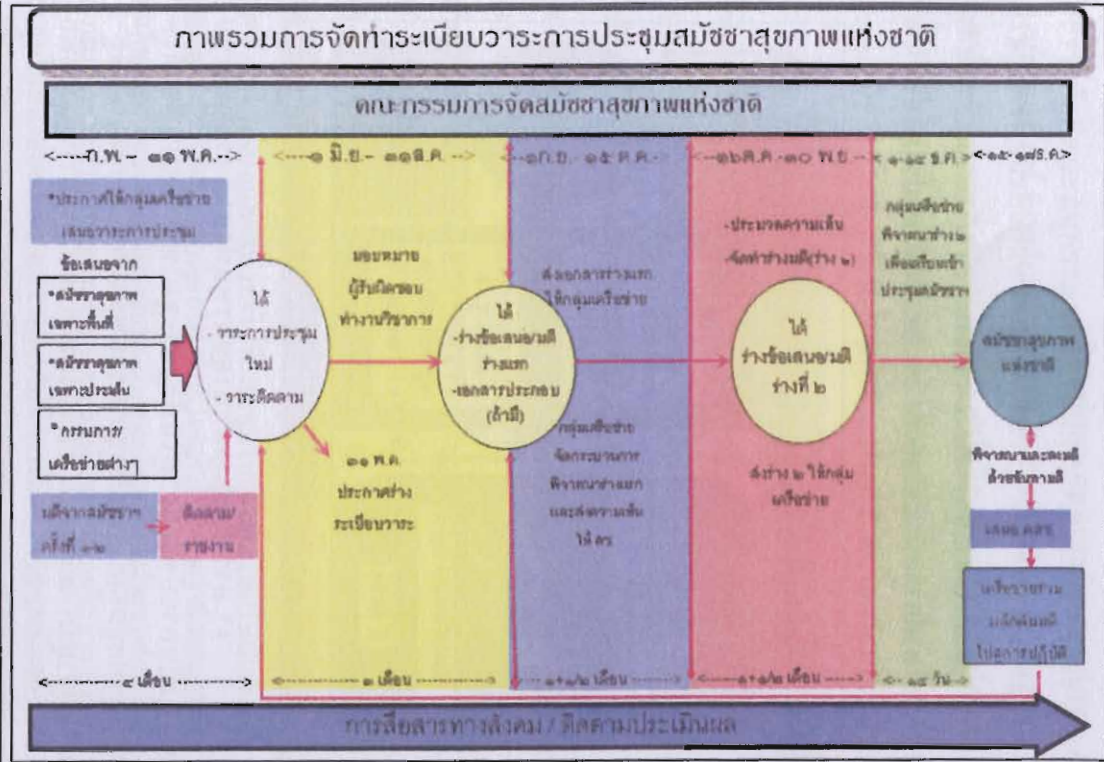 ภาพรวมการจัดทำระเบียบวาระการประชุมสมัชชาสุขภาพแห่งชาติ
คณะกรรมการจัดสมัชชาสุขภาพแห่งชาติ
<----ก.พ.- ๓๑ พ.ค.-->
<----๑ มิ.ย.- ๓๑ส.ค. -->
<--๑ก.ย. ๑๕ ต.ค.->
<--๑๖ต.ค.-๓๐ พ.ย.-->
< ๑-๑๔ ธ.ค >
<-๑๕-๑๗ธ.ค.>
*ประกาศให้กลุ่มเครือข่าย
เสนอวาระการประชุม
ข้อเสนอจาก
*สมัชชาสุขภาพ
เฉพาะพื้นที่
*สมัชชาสุขภาพ
เฉพาะประเด็น
*กรรมการ/
เครือข่ายต่างๆ
มติจากสมัชชาฯ
ครั้งที่ ๑-๒
ติดตาม/
รายงาน
ได้
- วาระการประชุม
ใหม่
- วาระติดตาม
มอบหมาย
ผู้รับผิดชอบ
ทำงานวิชาการ
๓๑ พ.ค.
ประกาศร่าง
ระเบียบวาระ
ได้
-ร่างข้อเสนอ/มติ
ร่างแรก
-เอกสารประกอบ
(ถ้ามี)
ส่งเอกสารร่างแรก
ให้กลุ่มเครือข่าย
กลุ่มเครือข่าย
จัดกระบวนการ
พิจารณาร่างแรก
และส่งความเห็น
ให้
-ประมวลความเห็น
-จัดทำร่างมติ(ร่าง ๒)
ได้
ร่างข้อเสนอ/มติ
ร่างที่ ๒
ส่งร่าง ๒ ให้กลุ่ม
เครือข่าย
กลุ่มเครือข่าย
พิจารณาร่าง ๒
เพื่อเตรียมเข้า
ประชุมสมัชชาฯ
สมัชชาสุขภาพ
แห่งชาติ
พิจารณาและลงมติ
ด้วยฉันทามติ
เสนอ คสช.
เครือข่ายร่วม
ผลักดันมติ
ไปสู่การปฏิบัติ
<----------- ๔ เดือน ----------->
<----------- ๓ เดือน ----------->
<---๑+๑/๒ เดือน--->
<----๑+๑/๒ เดือน---->
<--๑๔ วัน-->
การสื่อสารทางสังคม / ติดตามประเมินผล